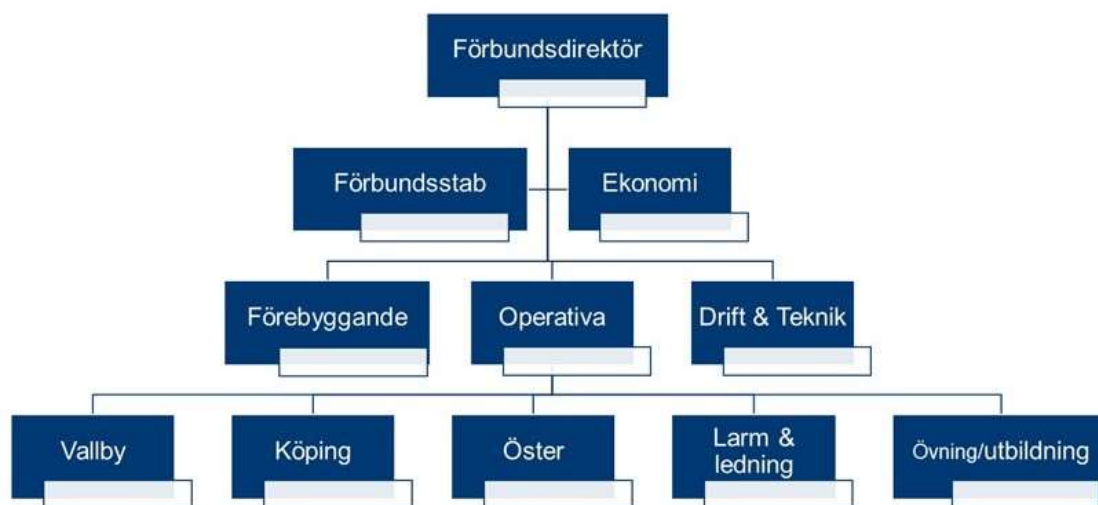 Förbundsdirektör
Förbundsstab
Ekonomi
Förebyggande
Operativa
Drift & Teknik
Vallby
Köping
Öster
Larm &
ledning
Övning/utbildning